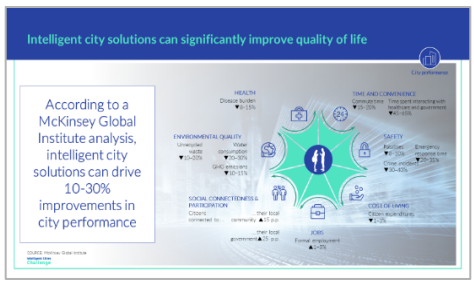 Intelligent city solutions can significantly improve quality of life
City performance
According to a
McKinsey Global
Institute analysis,
intelligent city
solutions can drive
10-30%
improvements in
city performance
HEALTH
Disease burden
▼8–15%
TIME AND CONVENIENCE
Commute time
▼15–20%
Time spent interacting with
healthcare and government
▼45–65%
ENVIRONMENTAL QUALITY
Unrecycled
waste
▼10–20%
Water
consumption
▼20–30%
GHG emissions
▼10–15%
SAFETY
Fatalities
▼8–10%
Emergency
response time
▼20–35%
Crime incidents
▼30–40%
SOCIAL CONNECTEDNESS &
PARTICIPATION
Citizens
connected to...
... their local
community ▲15 p.p
... their local
government▲25 p.p.
JOBS
Formal employment
▲1–3%
COST OF LIVING
Citizen expenditures
▼1–3%
SOURCE: McKinsey Global Institute
Intelligent Cities
Challenge